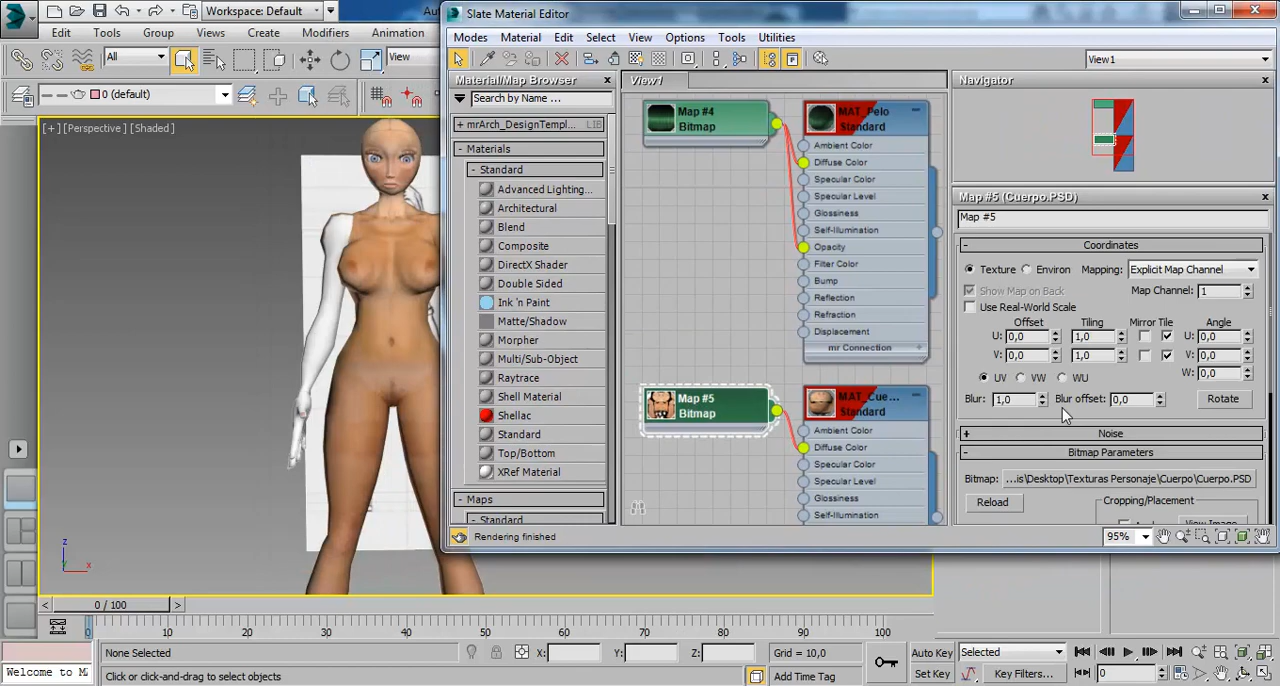 Workspace: Default
Au
Slate Material Editor
Edit Tools Group Views Create Modifiers Animation
Modes Material Edit Select View Options Tools Utilities
All
View
View1
0 (default)
Material/Map Browser
View1
Navigator
Search by Name ...
[+] [Perspective] [Shaded]
+ mrArch_DesignTempl... LIB
- Materials
- Standard
Advanced Lighting...
Architectural
Blend
Composite
DirectX Shader
Double Sided
Ink 'n Paint
Matte/Shadow
Morpher
Multi/Sub-Object
Raytrace
Shell Material
Shellac
Standard
Top/Bottom
XRef Material
- Maps
- Standard
Map #4
Bitmap
MAT_Pelo
Standard
Ambient Color
Diffuse Color
Specular Color
Specular Level
Glossiness
Self-Illumination
Opacity
Filter Color
Bump
Reflection
Refraction
Displacement
mr Connection +
Map #5
Bitmap
MAT_Cue...
Standard
Ambient Color
Diffuse Color
Specular Color
Specular Level
Glossiness
Self-Illumination
Map #5 (Cuerpo.PSD)
Map #5
- Coordinates
Texture Environ Mapping: Explicit Map Channel
Show Map on Back Map Channel: 1
Use Real-World Scale
Offset Tiling Mirror Tile Angle
U: 0,0 1,0 U: 0,0
V: 0,0 1,0 V: 0,0
UV VW WU W: 0,0
Blur: 1,0 Blur offset: 0,0 Rotate
+ Noise
- Bitmap Parameters
Bitmap: ...is\Desktop\Texturas Personaje\Cuerpo\Cuerpo.PSD
Reload Cropping/Placement
View Image
Rendering finished
95%
z
x
< 0 / 100 >
0 10 20 30 40 50 60 70 80 90 100
None Selected X: Y: Z: Grid = 10,0 Auto Key Selected
Welcome to M
Click or click-and-drag to select objects Add Time Tag Set Key Key Filters... 0